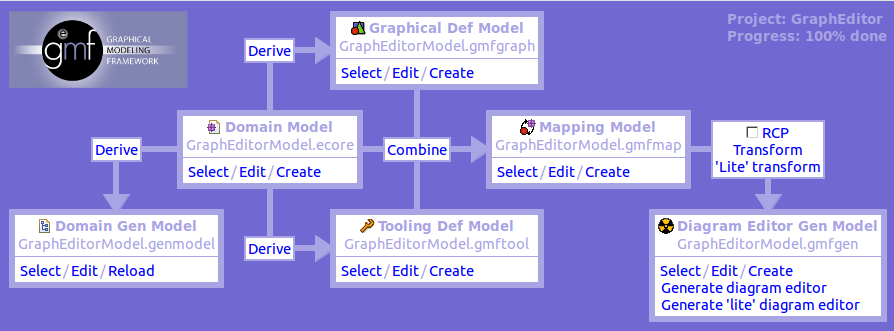 e
gmf
GRAPHICAL
MODELING
FRAMEWORK
Project: GraphEditor
Progress: 100% done
Derive
Graphical Def Model
GraphEditorModel.gmfgraph
Select/Edit/Create
Derive
Domain Model
GraphEditorModel.ecore
Select/Edit/Create
Combine
Mapping Model
GraphEditorModel.gmfmap
Select/Edit/Create
RCP
Transform
'Lite' transform
Domain Gen Model
GraphEditorModel.genmodel
Select/Edit/Reload
Derive
Tooling Def Model
GraphEditorModel.gmftool
Select/Edit/Create
Diagram Editor Gen Model
GraphEditorModel.gmfgen
Select/Edit/Create
Generate diagram editor
Generate 'lite' diagram editor